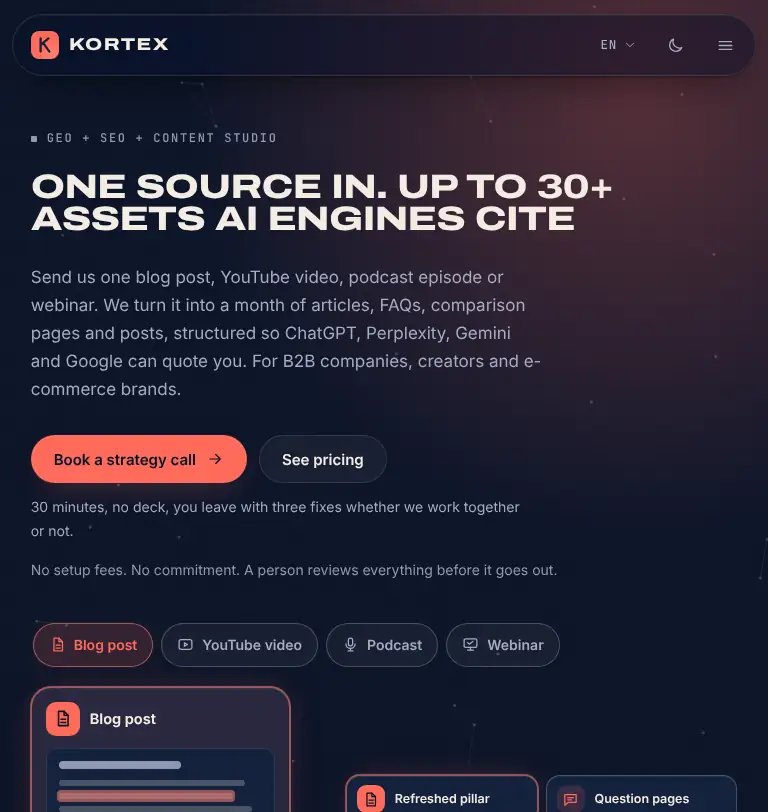 K KORTEX
EN
GEO + SEO + CONTENT STUDIO
ONE SOURCE IN. UP TO 30+
ASSETS AI ENGINES CITE
Send us one blog post, YouTube video, podcast episode or
webinar. We turn it into a month of articles, FAQs, comparison
pages and posts, structured so ChatGPT, Perplexity, Gemini
and Google can quote you. For B2B companies, creators and e-
commerce brands.
Book a strategy call → See pricing
30 minutes, no deck, you leave with three fixes whether we work together
or not.
No setup fees. No commitment. A person reviews everything before it goes out.
Blog post YouTube video Podcast Webinar
Blog post
Refreshed pillar Question pages